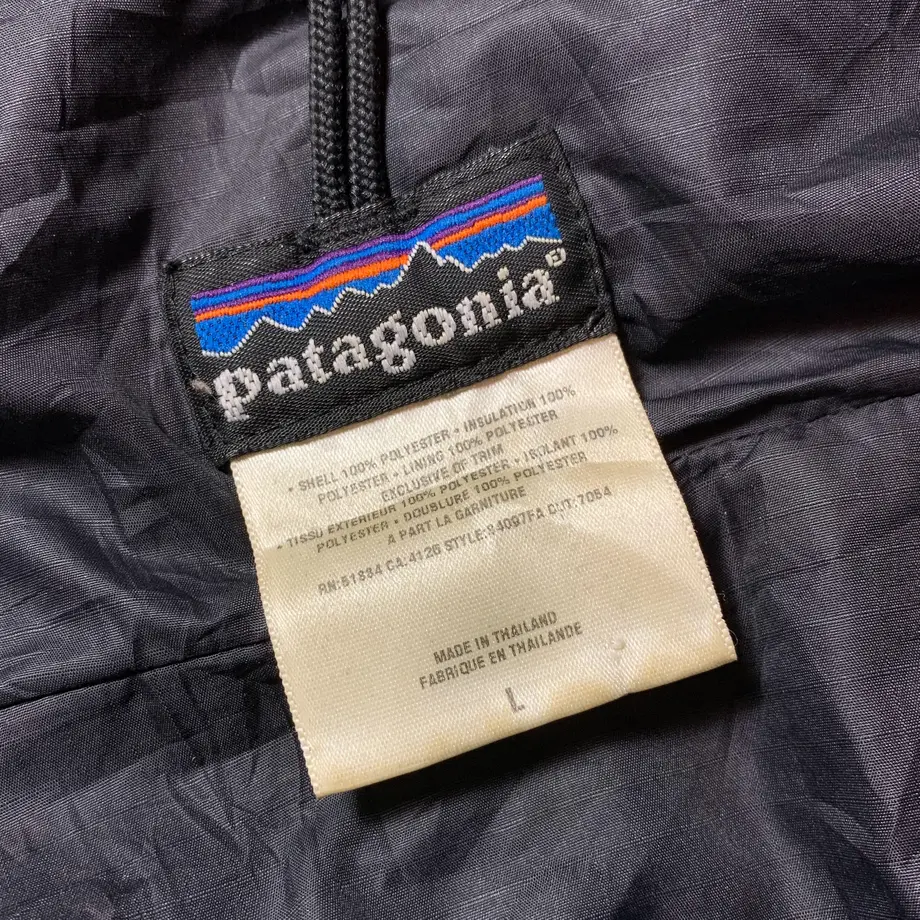 patagonia®
• SHELL 100% POLYESTER • INSULATION 100%
POLYESTER • LINING 100% POLYESTER
EXCLUSIVE OF TRIM
• TISSU EXTERIEUR 100% POLYESTER • ISOLANT 100%
POLYESTER • DOUBLURE 100% POLYESTER
A PART LA GARNITURE
RN:51884 CA:4126 STYLE:84097FA CUT:7054
MADE IN THAILAND
FABRIQUE EN THAILANDE
L